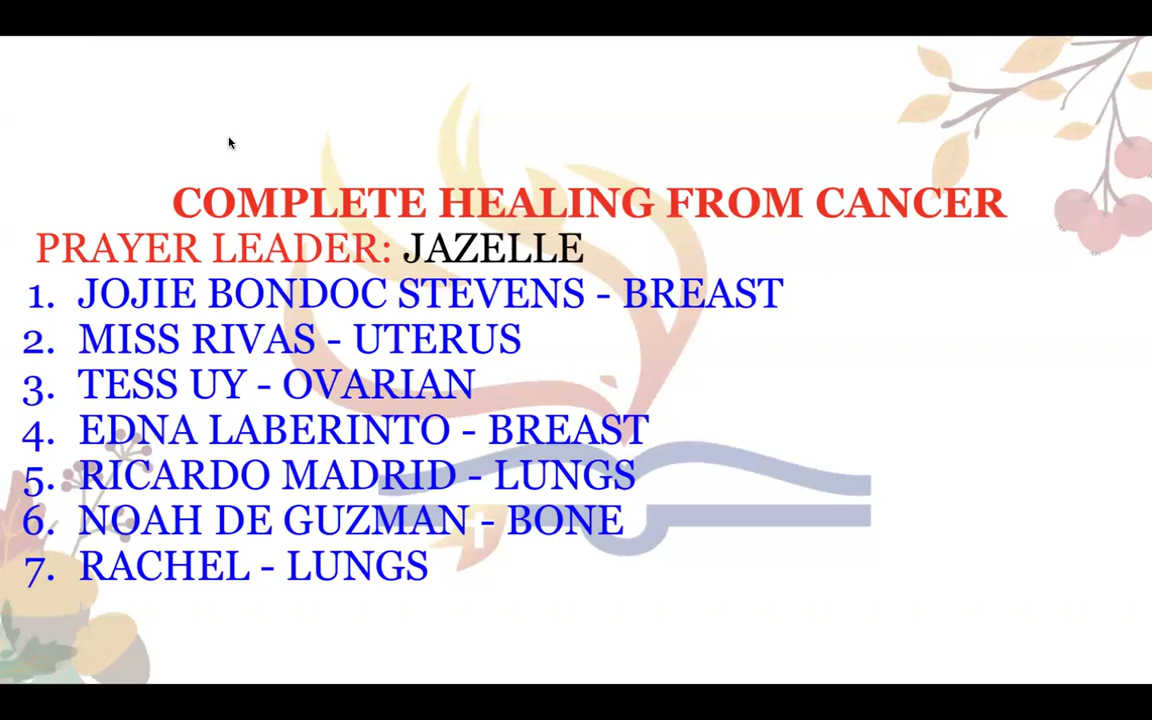 COMPLETE HEALING FROM CANCER
PRAYER LEADER: JAZELLE
1. JOJIE BONDOC STEVENS - BREAST
2. MISS RIVAS - UTERUS
3. TESS UY - OVARIAN
4. EDNA LABERINTO - BREAST
5. RICARDO MADRID - LUNGS
6. NOAH DE GUZMAN - BONE
7. RACHEL - LUNGS